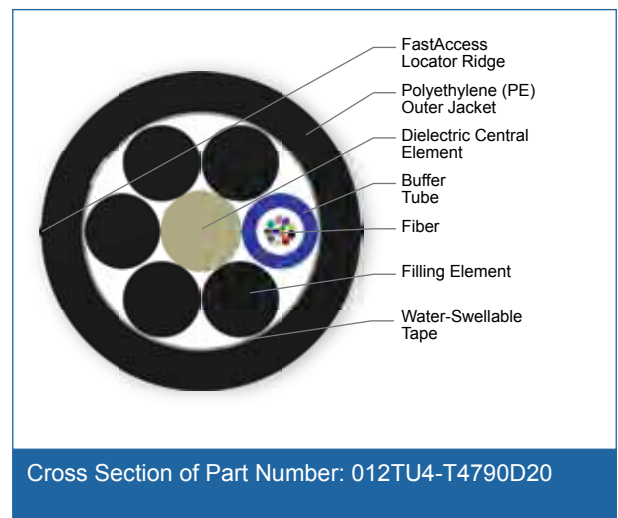 FastAccess
Locator Ridge
Polyethylene (PE)
Outer Jacket
Dielectric Central
Element
Buffer
Tube
Fiber
Filling Element
Water-Swellable
Tape
Cross Section of Part Number: 012TU4-T4790D20